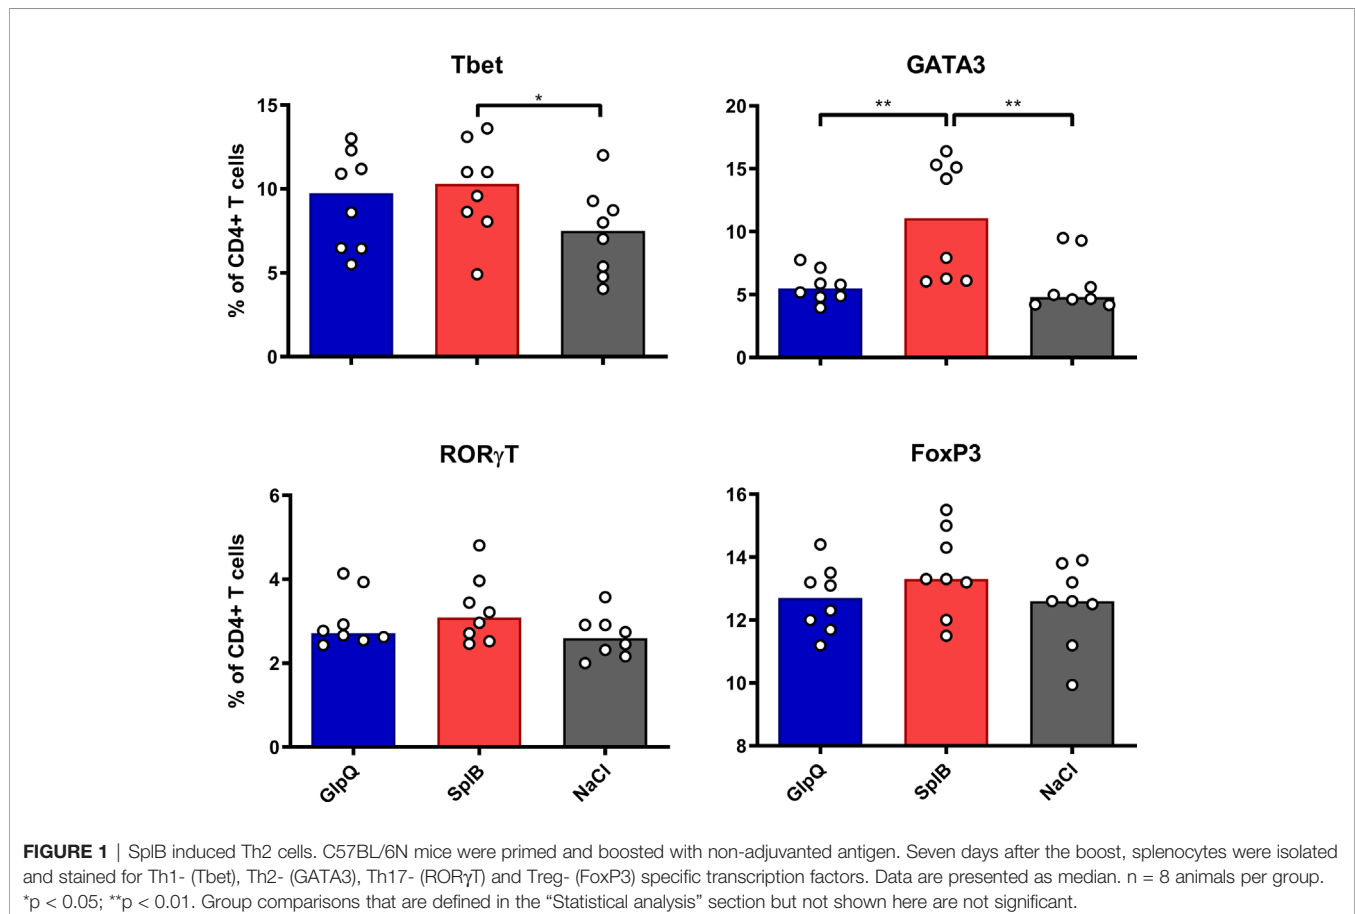 Tbet
GATA3
% of CD4+ T cells
15
10
5
0
*
20
15
10
5
0
**
**
RORγT
FoxP3
% of CD4+ T cells
6
4
2
0
GlpQ
SplB
NaCl
16
14
12
10
8
GlpQ
SplB
NaCl
FIGURE 1 | SplB induced Th2 cells. C57BL/6N mice were primed and boosted with non-adjuvanted antigen. Seven days after the boost, splenocytes were isolated
and stained for Th1- (Tbet), Th2- (GATA3), Th17- (RORγT) and Treg- (FoxP3) specific transcription factors. Data are presented as median. n = 8 animals per group.
*p < 0.05; **p < 0.01. Group comparisons that are defined in the “Statistical analysis” section but not shown here are not significant.